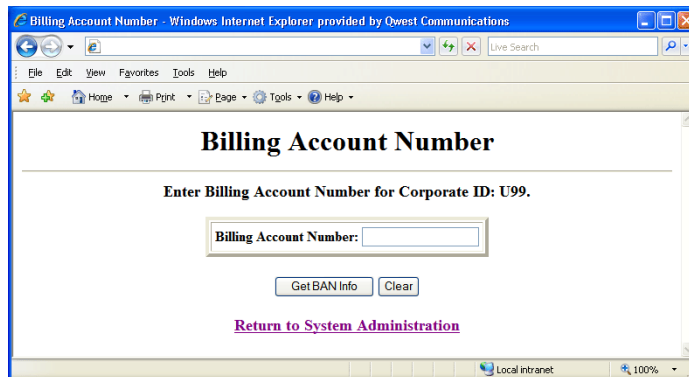 Billing Account Number - Windows Internet Explorer provided by Qwest Communications
Live Search
File Edit View Favorites Tools Help
Home Print Page Tools Help
Billing Account Number
Enter Billing Account Number for Corporate ID: U99.
Billing Account Number:
Get BAN Info Clear
Return to System Administration
Local intranet 100%